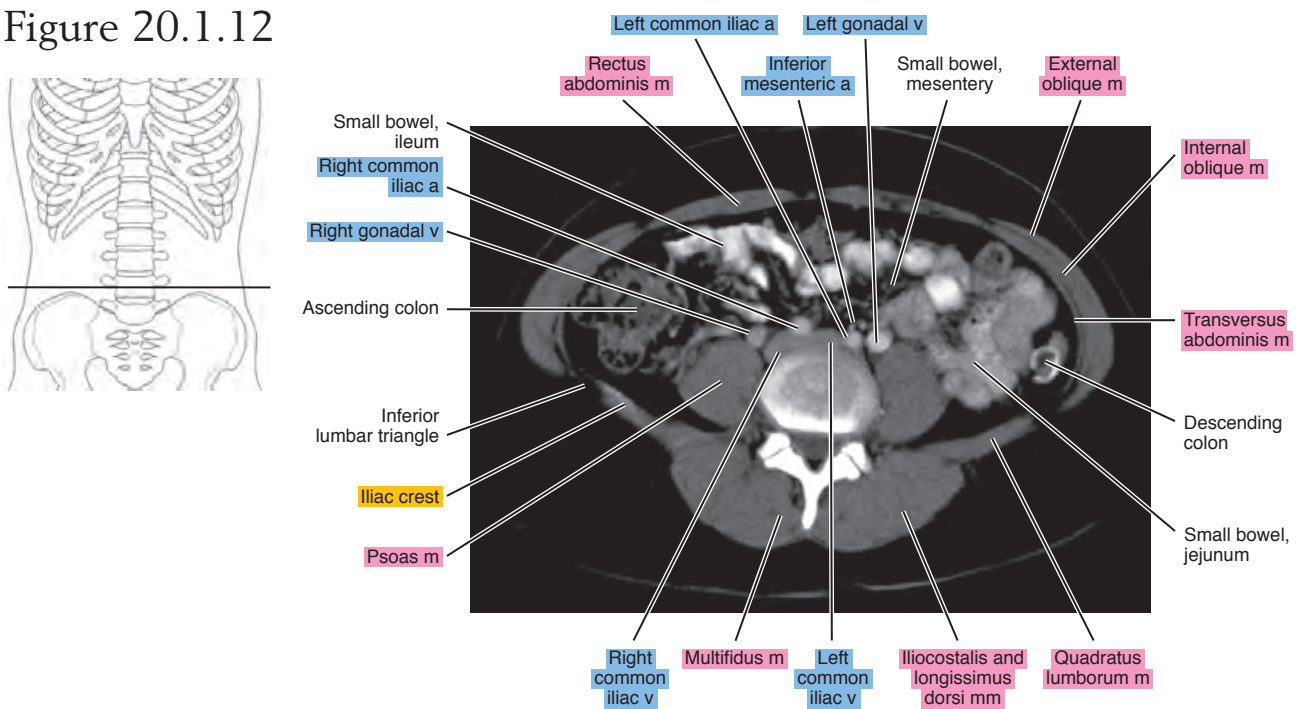 Figure 20.1.12
Left common iliac a
Left gonadal v
Rectus
abdominis m
Inferior
mesenteric a
Small bowel,
mesentery
External
oblique m
Small bowel,
ileum
Right common
iliac a
Right gonadal v
Ascending colon
Inferior
lumbar triangle
Iliac crest
Psoas m
Internal
oblique m
Transversus
abdominis m
Descending
colon
Small bowel,
jejunum
Right
common
iliac v
Multifidus m
Left
common
iliac v
Iliocostalis and
longissimus
dorsi mm
Quadratus
lumborum m